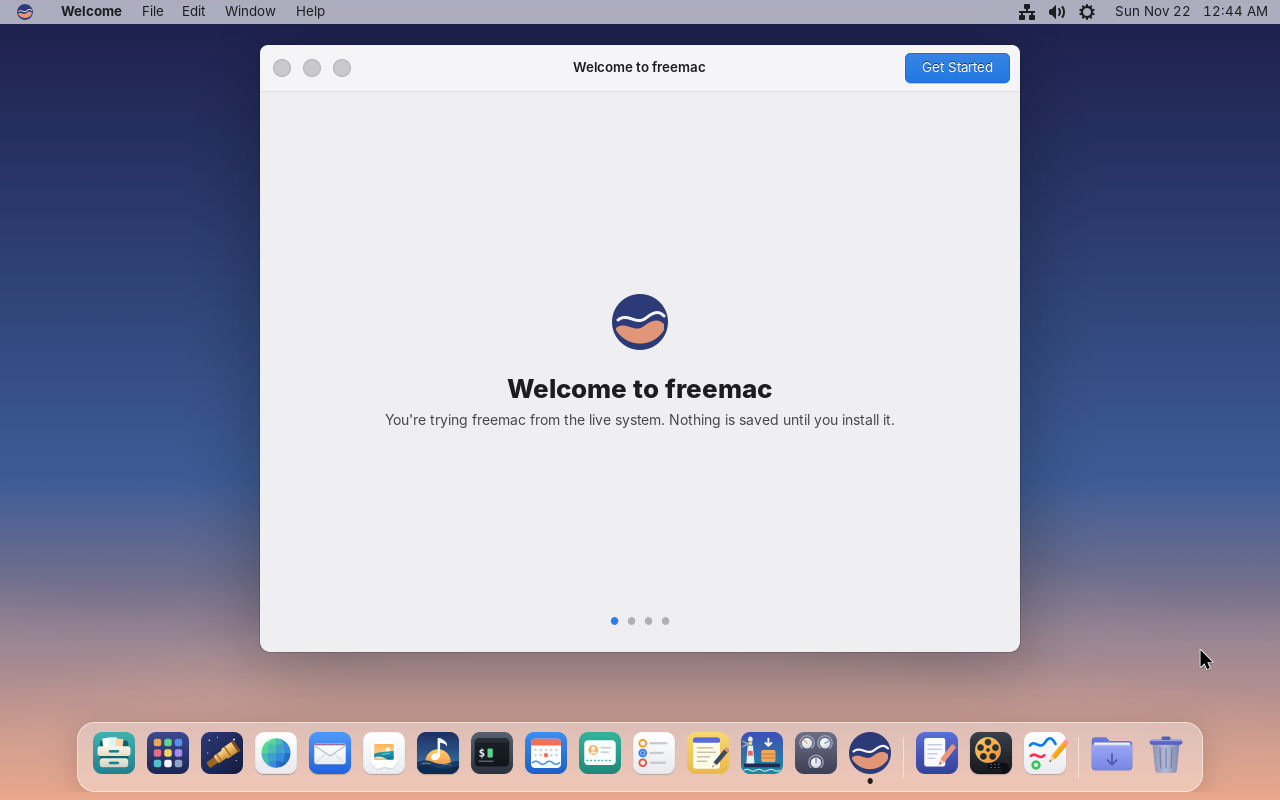 Welcome File Edit Window Help Sun Nov 22 12:44 AM
Welcome to freemac
Get Started
Welcome to freemac
You're trying freemac from the live system. Nothing is saved until you install it.
$